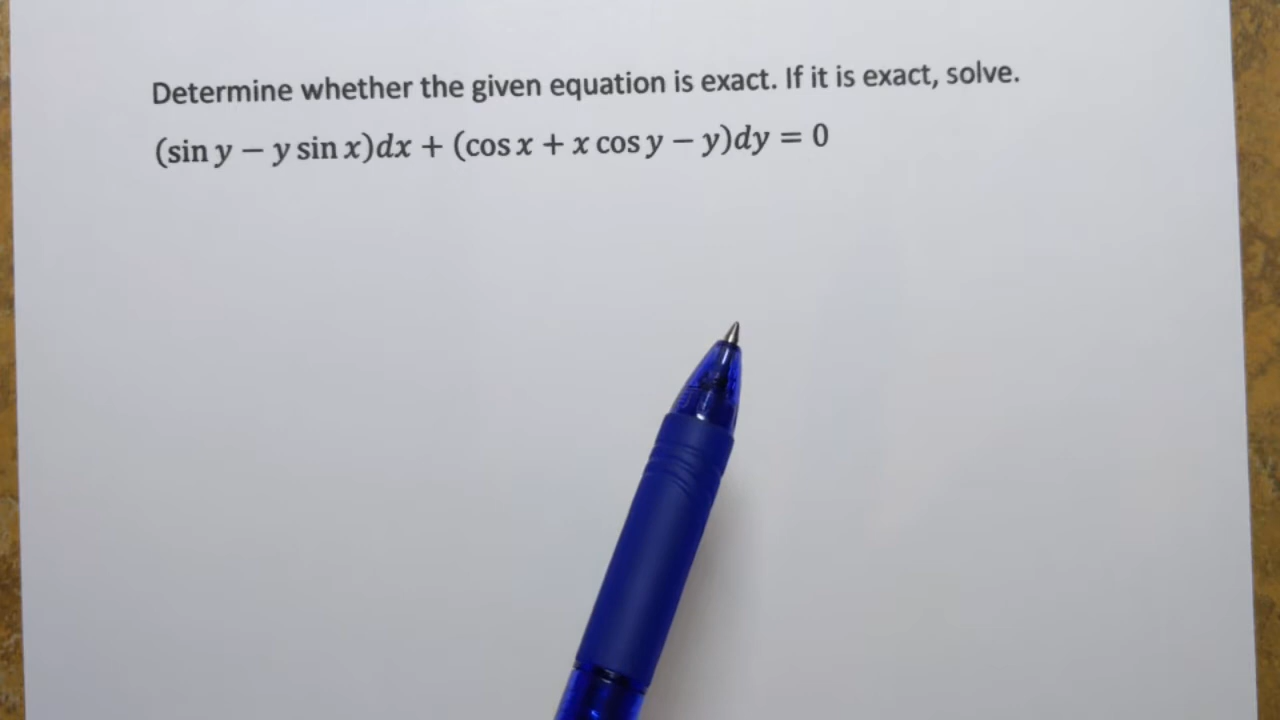 Determine whether the given equation is exact. If it is exact, solve.
(sin y − y sin x)dx + (cos x + x cos y − y)dy = 0